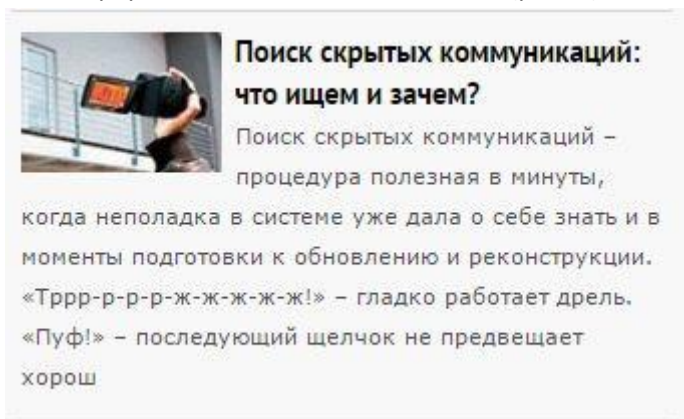 Поиск скрытых коммуникаций:
что ищем и зачем?
Поиск скрытых коммуникаций –
процедура полезная в минуты,
когда неполадка в системе уже дала о себе знать и в
моменты подготовки к обновлению и реконструкции.
«Тррр-р-р-р-ж-ж-ж-ж-ж!» – гладко работает дрель.
«Пуф!» – последующий щелчок не предвещает
хорош